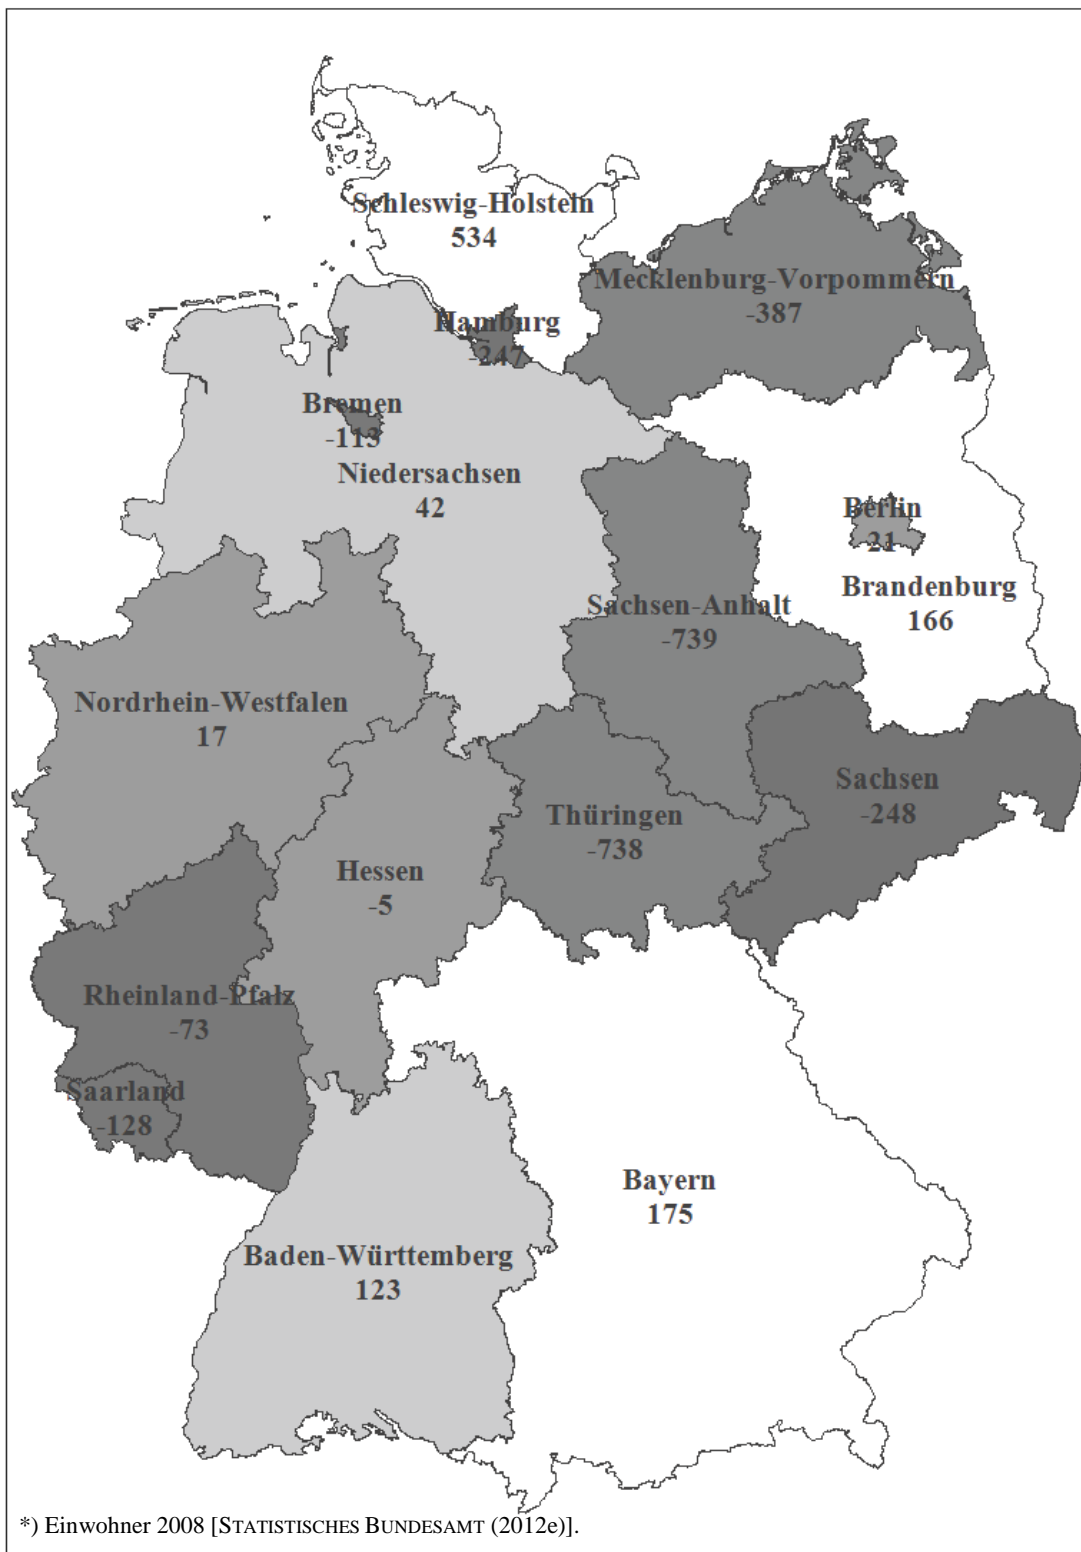 Schleswig-Holstein
534
Mecklenburg-Vorpommern
-387
Hamburg
-247
Bremen
-113
Niedersachsen
42
Berlin
21
Brandenburg
166
Sachsen-Anhalt
-739
Nordrhein-Westfalen
17
Sachsen
-248
Thüringen
-738
Hessen
-5
Rheinland-Pfalz
-73
Saarland
-128
Bayern
175
Baden-Württemberg
123
*) Einwohner 2008 [STATISTISCHES BUNDESAMT (2012e)].